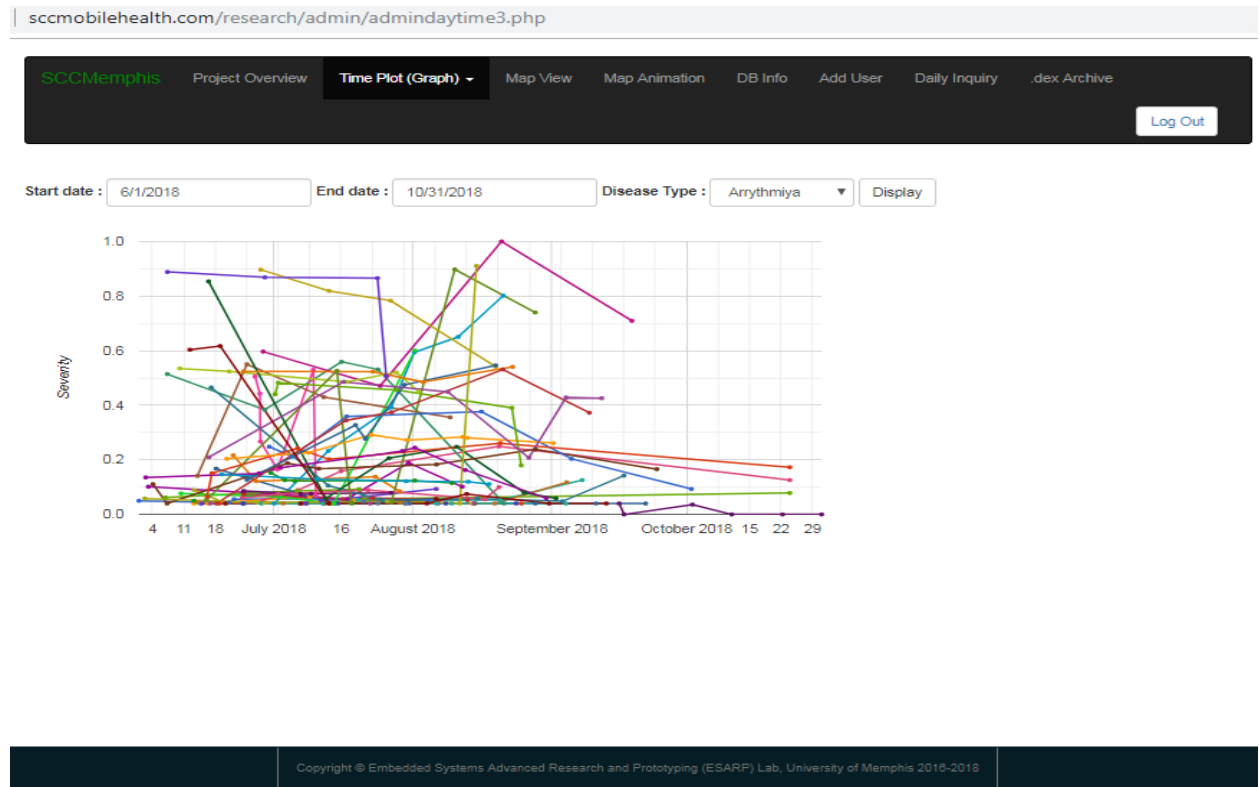 sccmobilehealth.com/research/admin/admindaytime3.php
SCCMemphis Project Overview Time Plot (Graph) Map View Map Animation DB Info Add User Daily Inquiry .dex Archive
Log Out
Start date : 6/1/2018 End date : 10/31/2018 Disease Type : Arrythmiya Display
1.0
0.8
0.6
0.4
0.2
0.0
Severity
4 11 18 July 2018 16 August 2018 September 2018 October 2018 15 22 29
Copyright © Embedded Systems Advanced Research and Prototyping (ESARP) Lab, University of Memphis 2016-2018